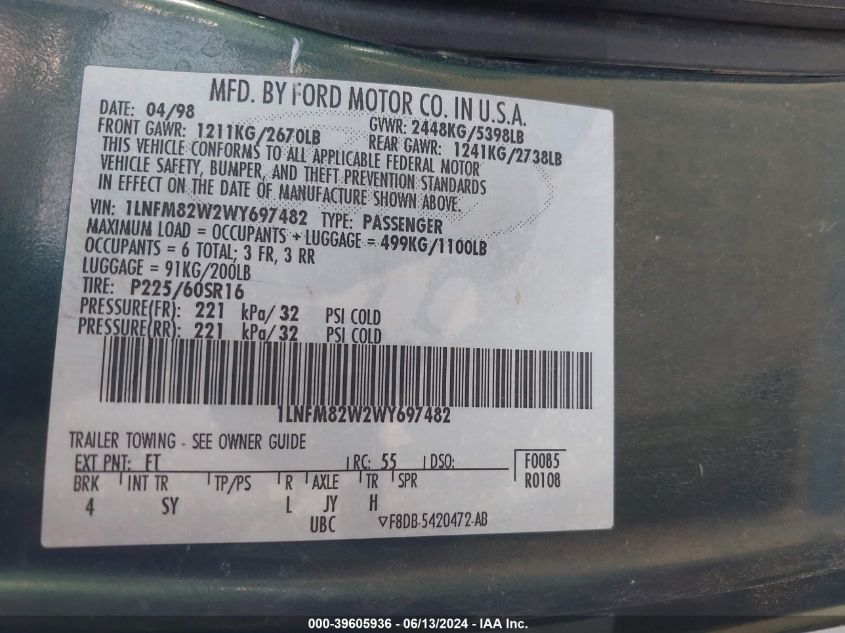 MFD. BY FORD MOTOR CO. IN U.S.A.
DATE: 04/98 GVWR: 2448KG/5398LB
FRONT GAWR: 1211KG/2670LB REAR GAWR: 1241KG/2738LB
THIS VEHICLE CONFORMS TO ALL APPLICABLE FEDERAL MOTOR
VEHICLE SAFETY, BUMPER, AND THEFT PREVENTION STANDARDS
IN EFFECT ON THE DATE OF MANUFACTURE SHOWN ABOVE.
VIN: 1LNFM82W2WY697482 TYPE: PASSENGER
MAXIMUM LOAD = OCCUPANTS + LUGGAGE = 499KG/1100LB
OCCUPANTS = 6 TOTAL; 3 FR, 3 RR
LUGGAGE = 91KG/200LB
TIRE: P225/60SR16
PRESSURE(FR): 221 kPa/ 32 PSI COLD
PRESSURE(RR): 221 kPa/ 32 PSI COLD
1LNFM82W2WY697482
TRAILER TOWING - SEE OWNER GUIDE
EXT PNT: FT RC: 55 DSO: F0085
BRK INT TR TP/PS R AXLE TR SPR R0108
4 SY L JY H
UBC ▽F8DB-5420472-AB
000-39605936 - 06/13/2024 - IAA Inc.